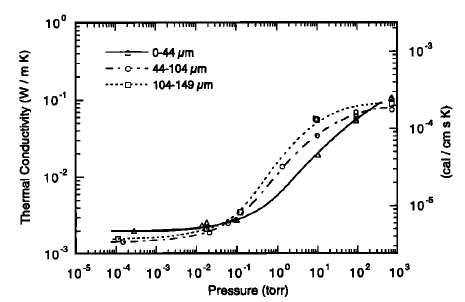 10^0
10^-1
10^-2
10^-3
Thermal Conductivity (W / m K)
0-44 µm
44-104 µm
104-149 µm
10^-3
10^-4
10^-5
(cal / cm s K)
10^-5 10^-4 10^-3 10^-2 10^-1 10^0 10^1 10^2 10^3
Pressure (torr)